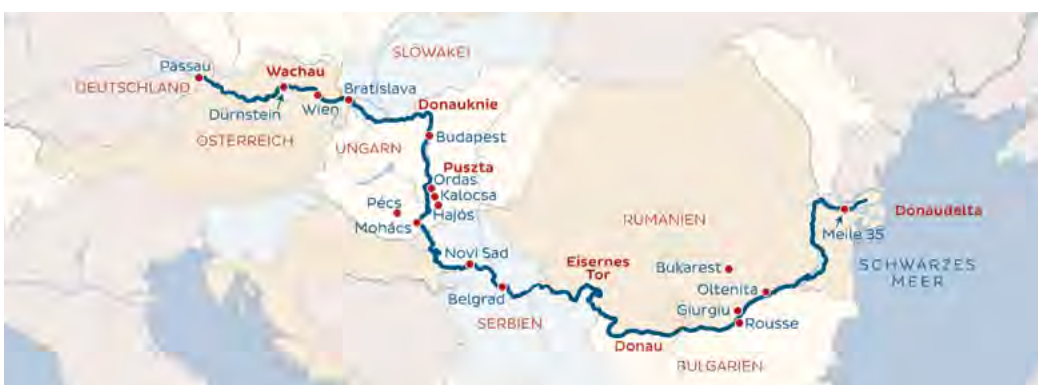 SLOWAKEI
Passau
Wachau
DEUTSCHLAND
Bratislava
Dürnstein
Wien
Donauknie
ÖSTERREICH
UNGARN
Budapest
Puszta
Ordas
Kalocsa
Pécs
Hajós
Mohács
RUMÄNIEN
Donaudelta
Meile 35
Novi Sad
Eisernes
Tor
Bukarest
SCHWARZES
MEER
Belgrad
Oltenita
Giurgiu
SERBIEN
Rousse
Donau
BULGARIEN